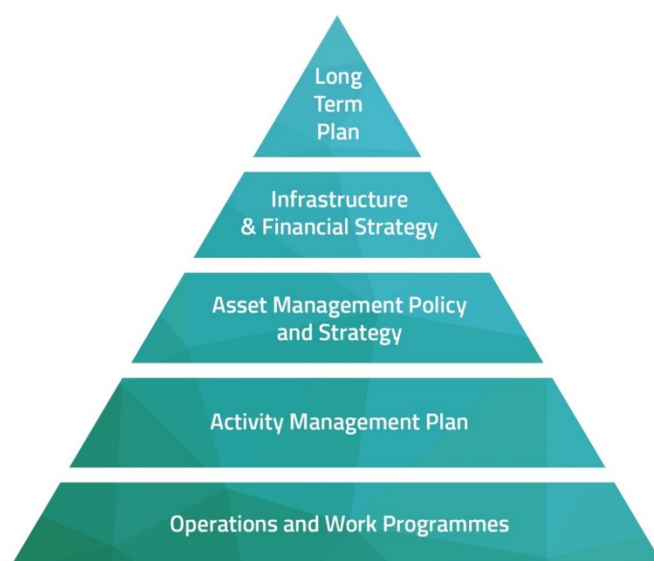 Long
Term
Plan
Infrastructure
& Financial Strategy
Asset Management Policy
and Strategy
Activity Management Plan
Operations and Work Programmes